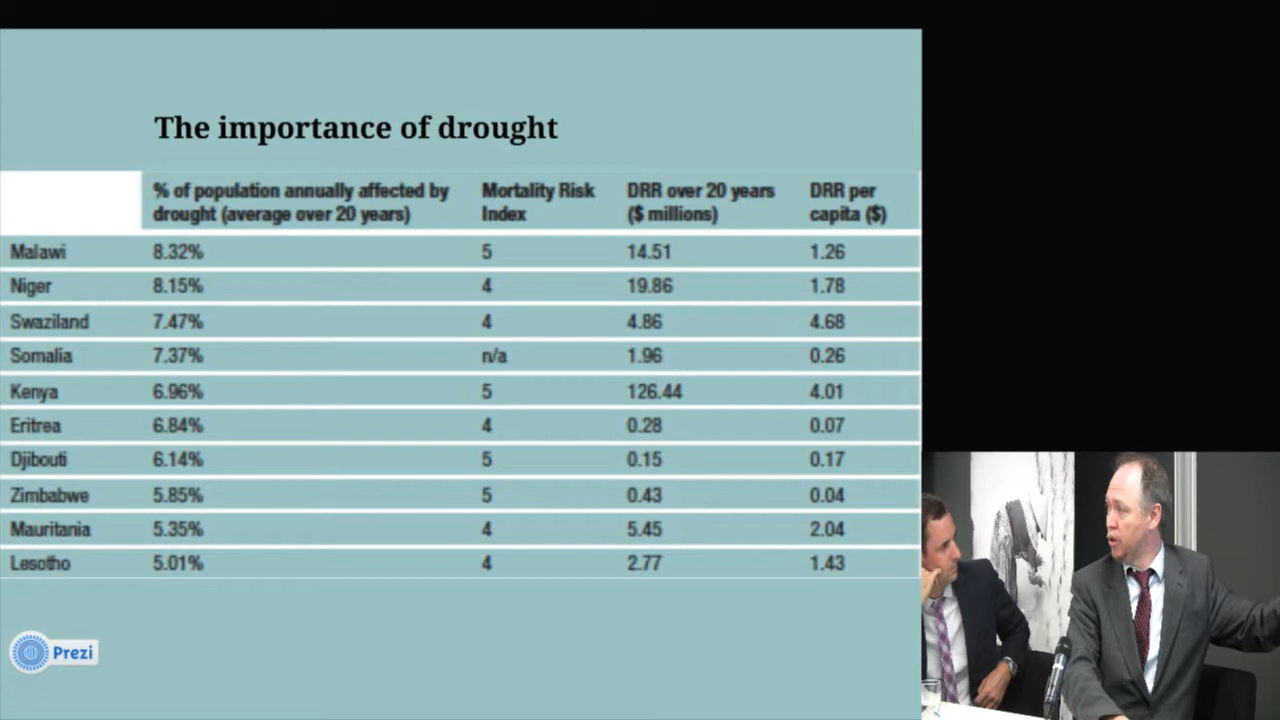 The importance of drought
% of population annually affected by drought (average over 20 years) Mortality Risk Index DRR over 20 years ($ millions) DRR per capita ($)
Malawi 8.32% 5 14.51 1.26
Niger 8.15% 4 19.86 1.78
Swaziland 7.47% 4 4.86 4.68
Somalia 7.37% n/a 1.96 0.26
Kenya 6.96% 5 126.44 4.01
Eritrea 6.84% 4 0.28 0.07
Djibouti 6.14% 5 0.15 0.17
Zimbabwe 5.85% 5 0.43 0.04
Mauritania 5.35% 4 5.45 2.04
Lesotho 5.01% 4 2.77 1.43
Prezi